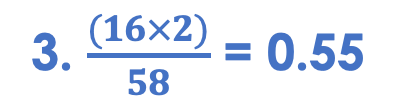 3. (16×2)/58 = 0.55